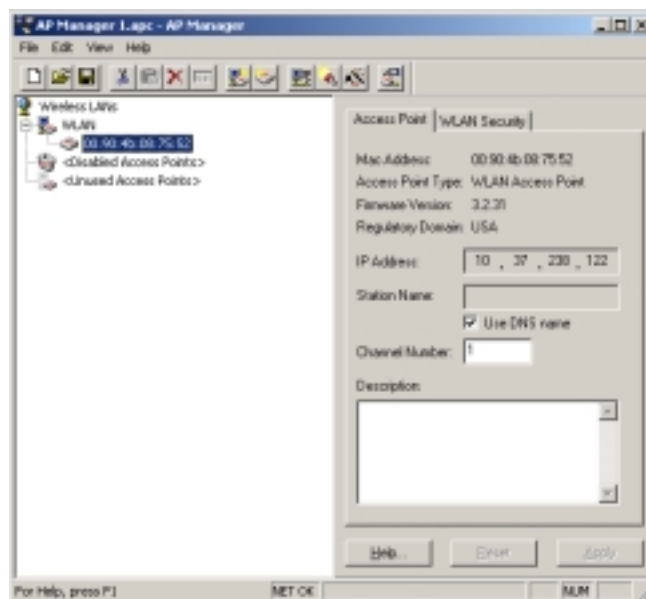 AP Manager 1.apc - AP Manager
File Edit View Help
Wireless LANs
WLAN
00:90:4b:08:75:52
<Disabled Access Points>
<Unused Access Points>
Access Point
WLAN Security
Mac Address: 00:90:4b:08:75:52
Access Point Type: WLAN Access Point
Firmware Version: 3.2.31
Regulatory Domain: USA
IP Address: 10 . 37 . 238 . 122
Station Name:
Use DNS name
Channel Number: 1
Description:
Help...
Reset
Apply
For Help, press F1
NET OK
NUM